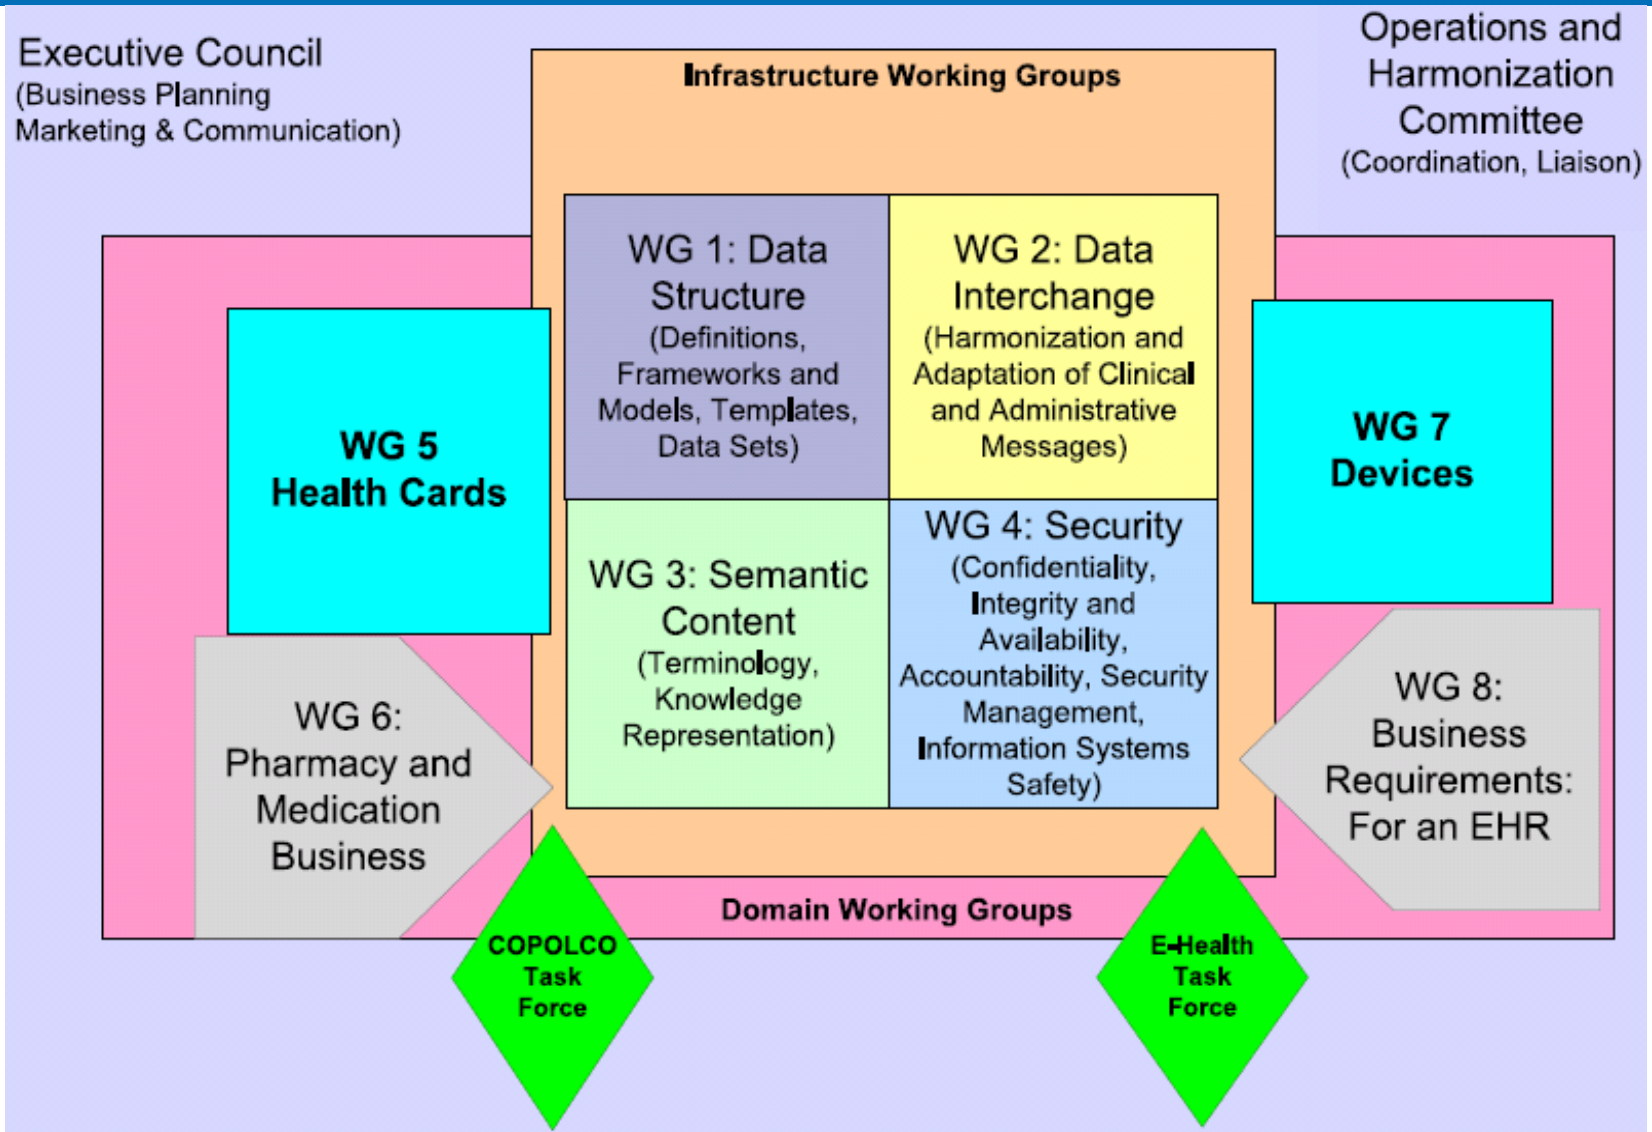 Executive Council
(Business Planning
Marketing & Communication)
Infrastructure Working Groups
Operations and
Harmonization
Committee
(Coordination, Liaison)
WG 1: Data
Structure
(Definitions,
Frameworks and
Models, Templates,
Data Sets)
WG 2: Data
Interchange
(Harmonization and
Adaptation of Clinical
and Administrative
Messages)
WG 5
Health Cards
WG 7
Devices
WG 3: Semantic
Content
(Terminology,
Knowledge
Representation)
WG 4: Security
(Confidentiality,
Integrity and
Availability,
Accountability, Security
Management,
Information Systems
Safety)
WG 6:
Pharmacy and
Medication
Business
WG 8:
Business
Requirements:
For an EHR
Domain Working Groups
COPOLCO
Task
Force
E-Health
Task
Force